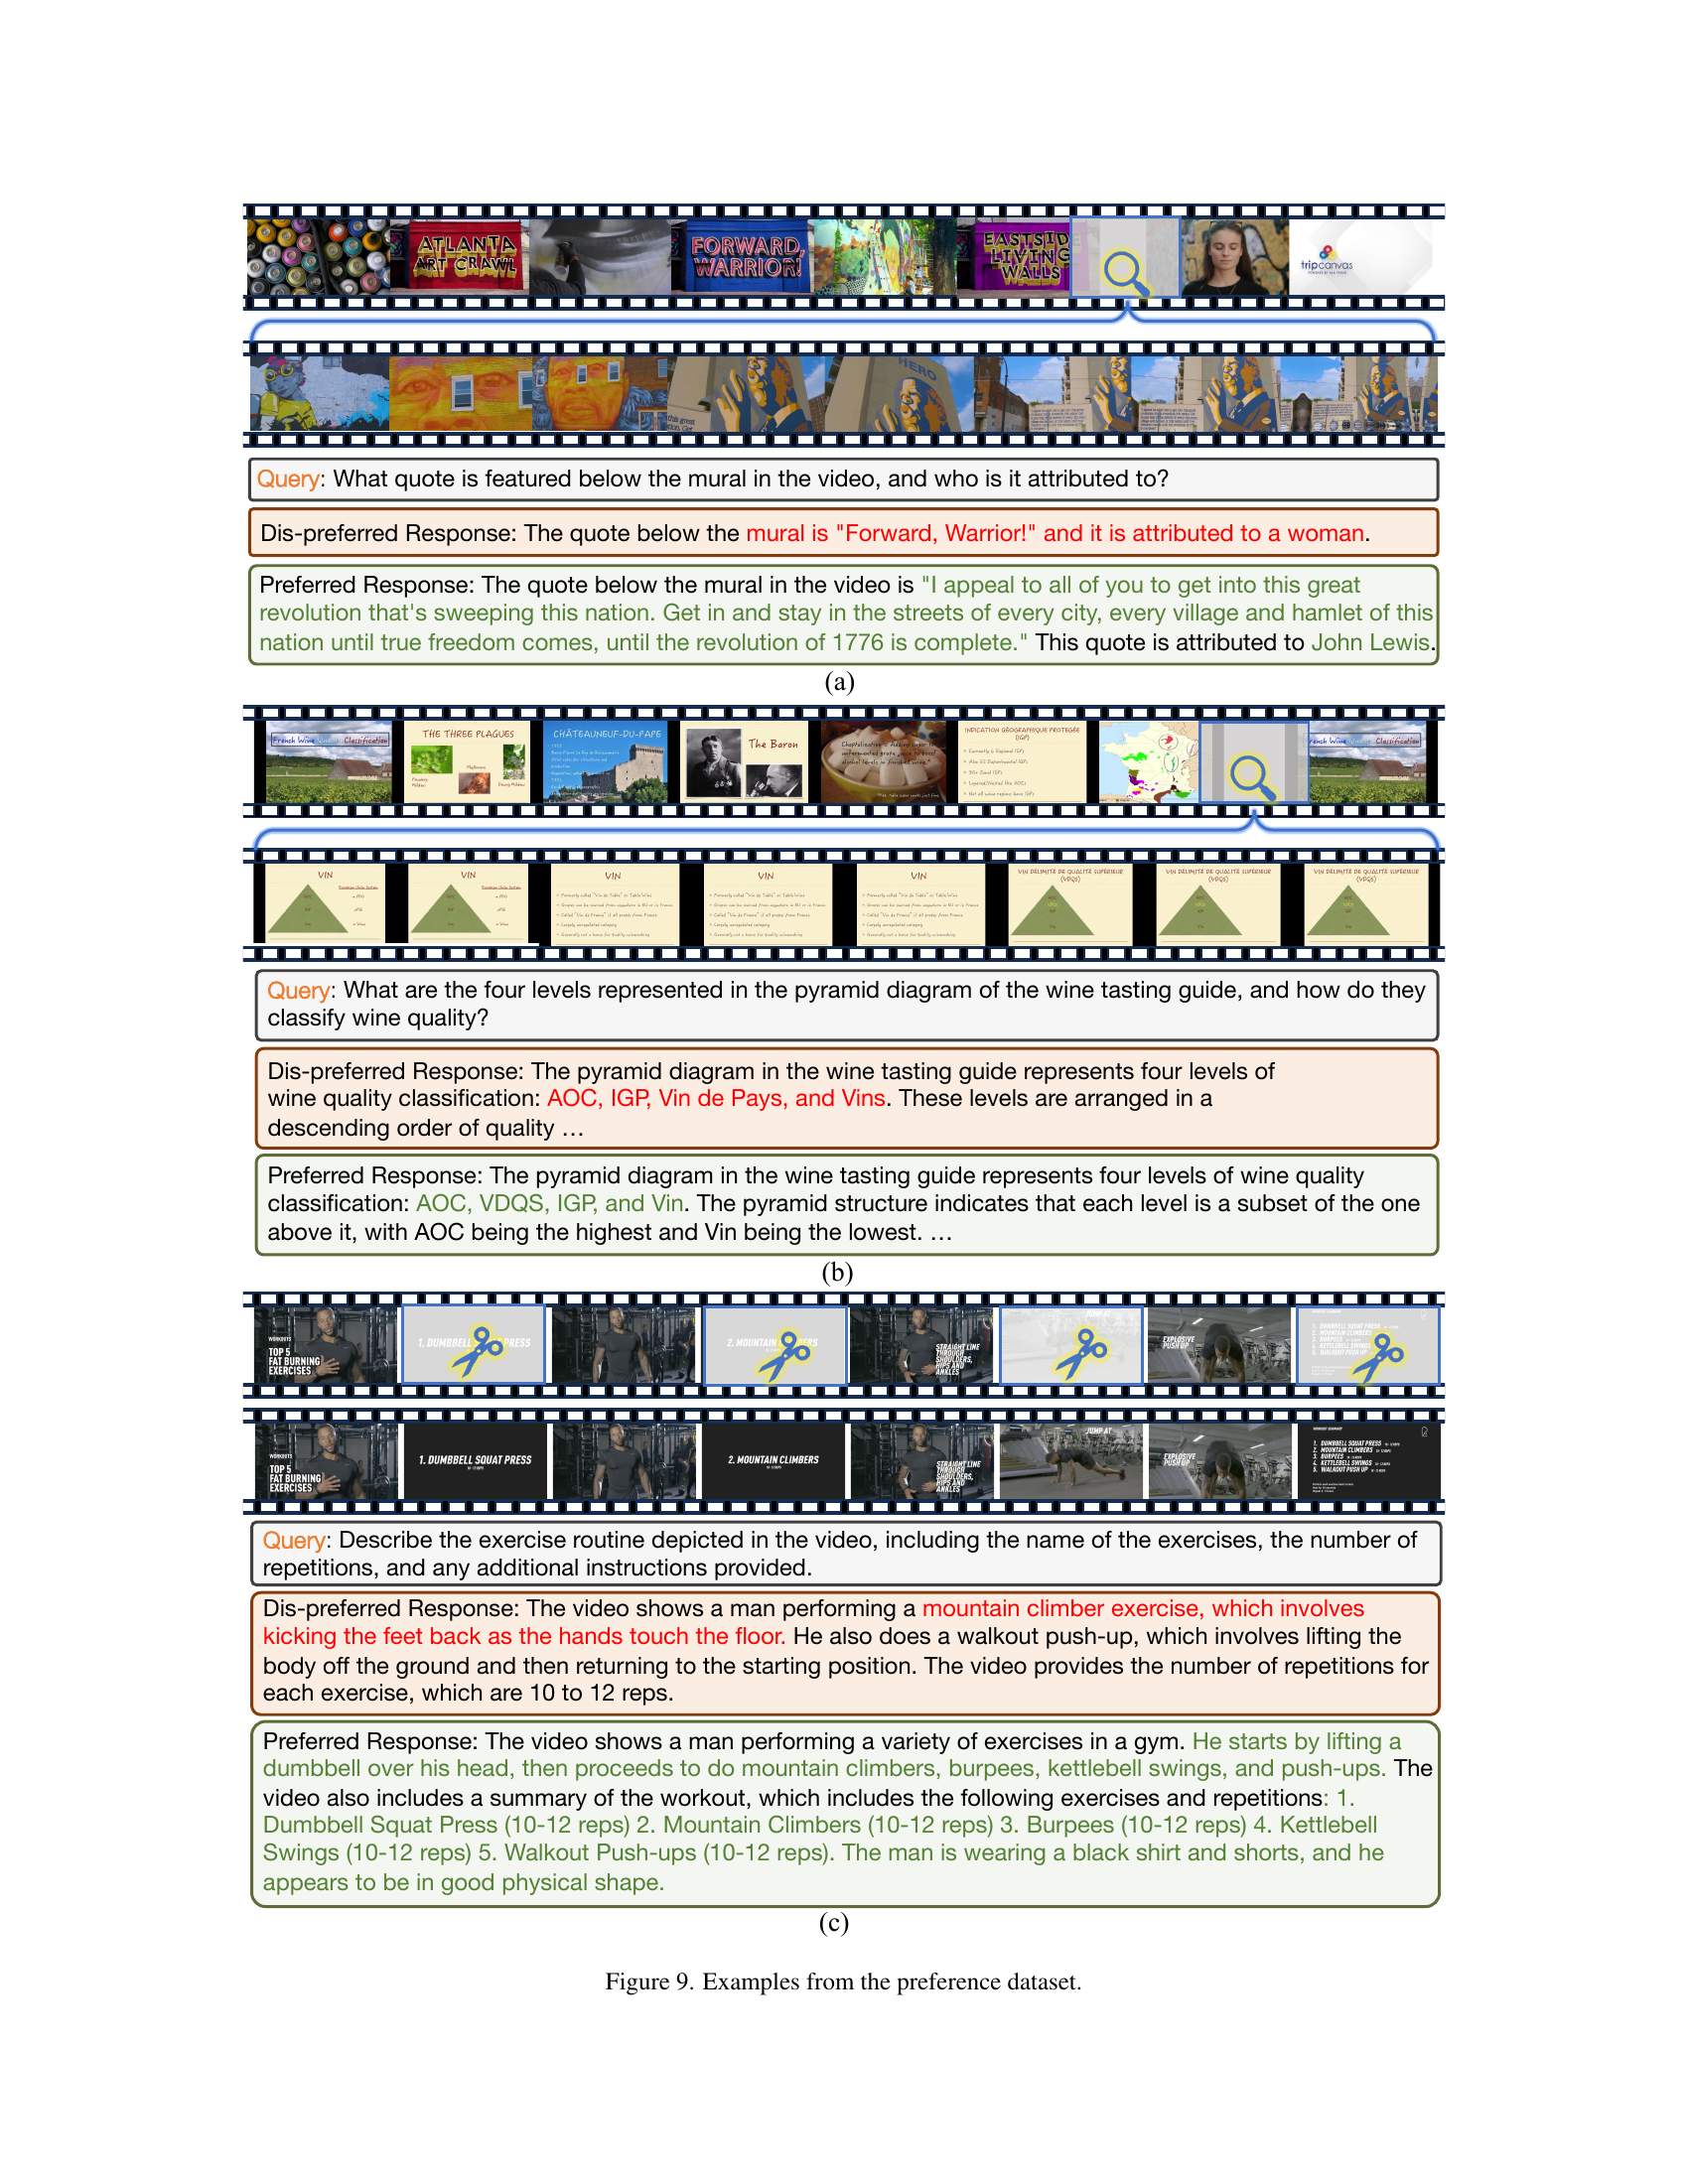 ATLANTA
ART CRAWL
FORWARD,
WARRIOR!
EASTSID
LIVING
WALLS
tripcanvas
HERO
Query: What quote is featured below the mural in the video, and who is it attributed to?
Dis-preferred Response: The quote below the mural is "Forward, Warrior!" and it is attributed to a woman.
Preferred Response: The quote below the mural in the video is "I appeal to all of you to get into this great
revolution that's sweeping this nation. Get in and stay in the streets of every city, every village and hamlet of this
nation until true freedom comes, until the revolution of 1776 is complete." This quote is attributed to John Lewis.
(a)
French Wine Classification
THE THREE PLAGUES
CHÂTEAUNEUF-DU-PAPE
The Baron
INDICATION GÉOGRAPHIQUE PROTEGÉE
(IGP)
rench Wine Classification
VIN
VIN
VIN
VIN
VIN
VIN DÉLIMITÉ DE QUALITÉ SUPÉRIEUR
(VDQS)
VIN DÉLIMITÉ DE QUALITÉ SUPÉRIEUR
(VDQS)
VIN DÉLIMITÉ DE QUALITÉ SUPÉRIEUR
(VDQS)
Query: What are the four levels represented in the pyramid diagram of the wine tasting guide, and how do they
classify wine quality?
Dis-preferred Response: The pyramid diagram in the wine tasting guide represents four levels of
wine quality classification: AOC, IGP, Vin de Pays, and Vins. These levels are arranged in a
descending order of quality …
Preferred Response: The pyramid diagram in the wine tasting guide represents four levels of wine quality
classification: AOC, VDQS, IGP, and Vin. The pyramid structure indicates that each level is a subset of the one
above it, with AOC being the highest and Vin being the lowest. …
(b)
WORKOUTS
TOP 5
FAT BURNING
EXERCISES
1. DUMBBELL PRESS
2. MOUNTAIN BERS
STRAIGHT LINE
THROUGH
SHOULDERS,
HIPS AND
ANKLES
EXPLOSIVE
PUSH UP
WORKOUTS
TOP 5
FAT BURNING
EXERCISES
1. DUMBBELL SQUAT PRESS
2. MOUNTAIN CLIMBERS
STRAIGHT LINE
THROUGH
SHOULDERS,
HIPS AND
ANKLES
JUMP AT
EXPLOSIVE
PUSH UP
1. DUMBBELL SQUAT PRESS
2. MOUNTAIN CLIMBERS
3. BURPEES
4. KETTLEBELL SWINGS
5. WALKOUT PUSH UP
Query: Describe the exercise routine depicted in the video, including the name of the exercises, the number of
repetitions, and any additional instructions provided.
Dis-preferred Response: The video shows a man performing a mountain climber exercise, which involves
kicking the feet back as the hands touch the floor. He also does a walkout push-up, which involves lifting the
body off the ground and then returning to the starting position. The video provides the number of repetitions for
each exercise, which are 10 to 12 reps.
Preferred Response: The video shows a man performing a variety of exercises in a gym. He starts by lifting a
dumbbell over his head, then proceeds to do mountain climbers, burpees, kettlebell swings, and push-ups. The
video also includes a summary of the workout, which includes the following exercises and repetitions: 1.
Dumbbell Squat Press (10-12 reps) 2. Mountain Climbers (10-12 reps) 3. Burpees (10-12 reps) 4. Kettlebell
Swings (10-12 reps) 5. Walkout Push-ups (10-12 reps). The man is wearing a black shirt and shorts, and he
appears to be in good physical shape.
(c)
Figure 9. Examples from the preference dataset.